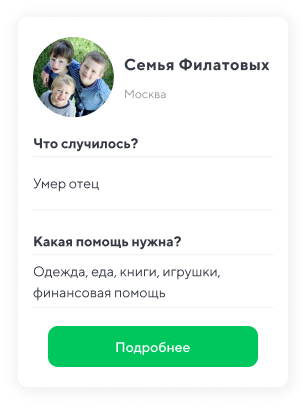 Семья Филатовых
Москва
Что случилось?
Умер отец
Какая помощь нужна?
Одежда, еда, книги, игрушки,
финансовая помощь
Подробнее